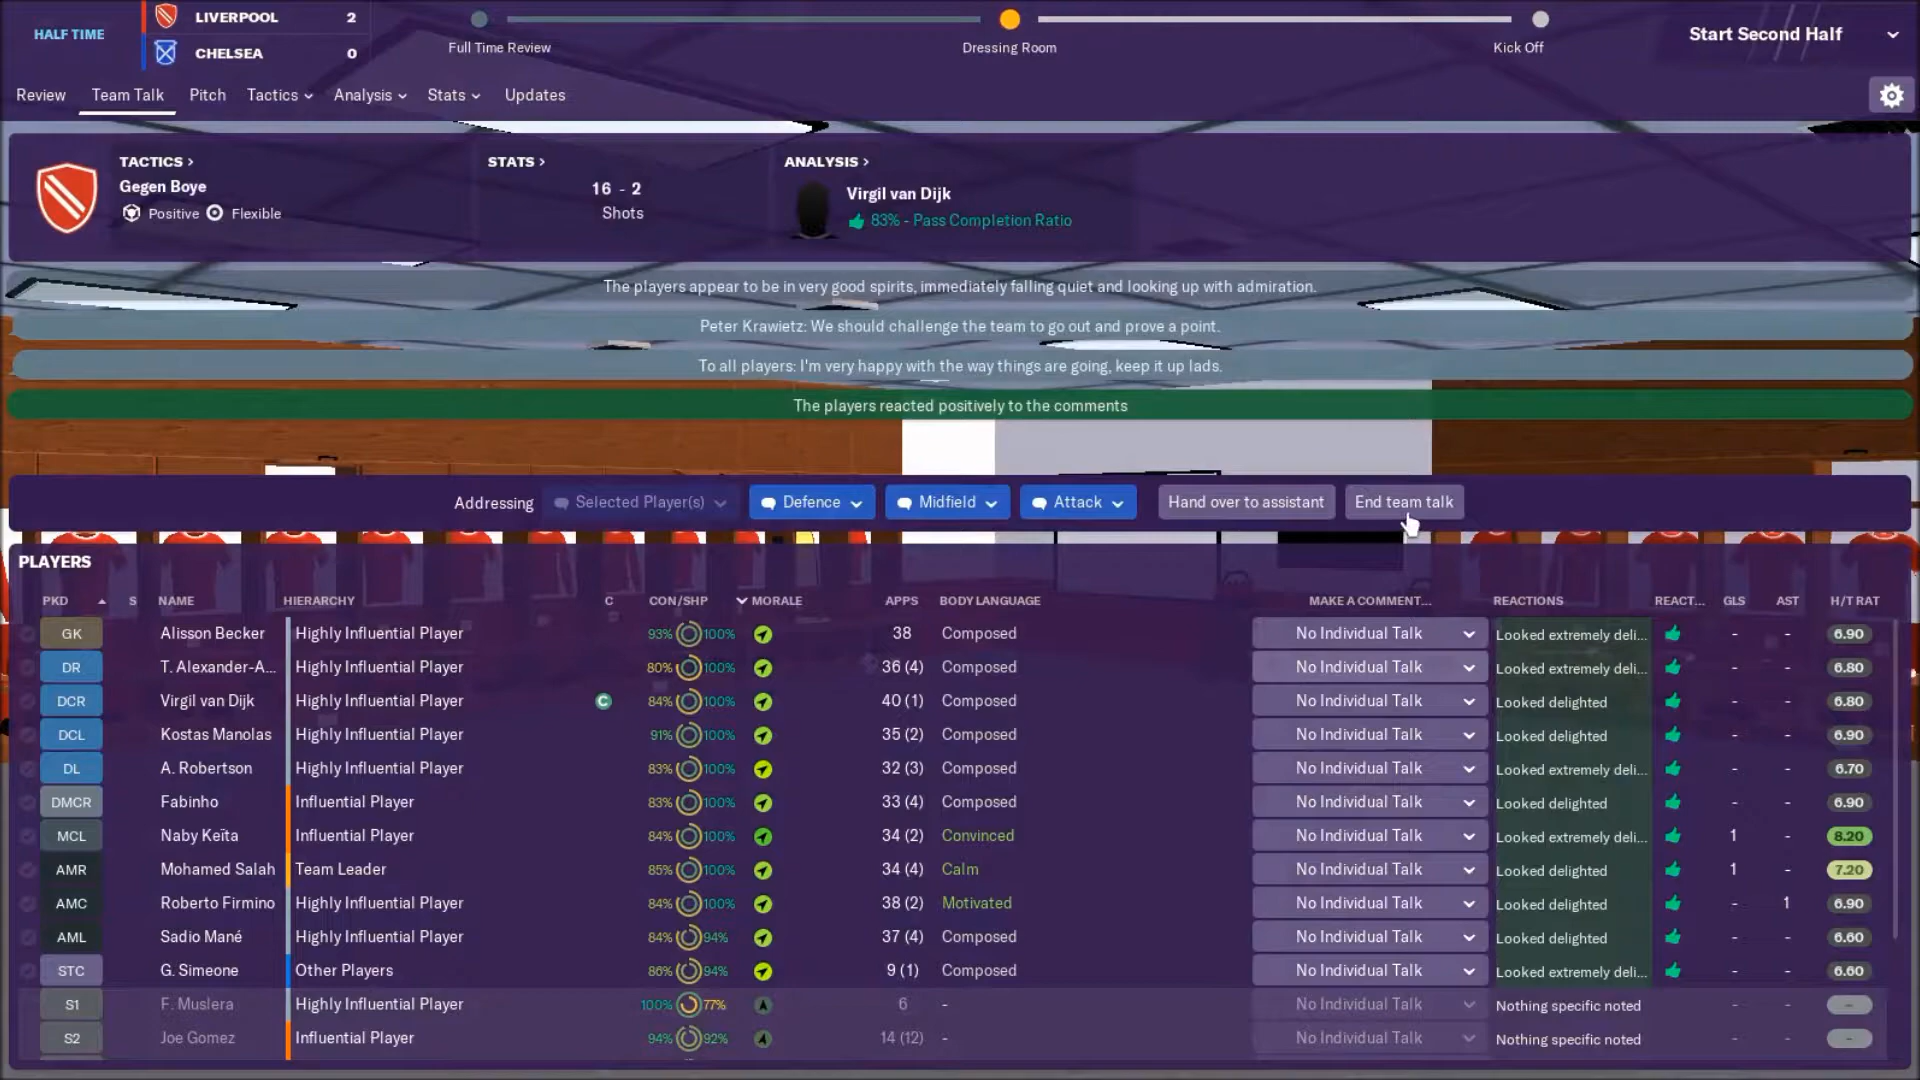 HALF TIME
LIVERPOOL 2
CHELSEA 0
Full Time Review
Dressing Room
Kick Off
Start Second Half
Review Team Talk Pitch Tactics Analysis Stats Updates
TACTICS >
Gegen Boye
Positive Flexible
STATS >
16 - 2
Shots
ANALYSIS >
Virgil van Dijk
83% - Pass Completion Ratio
The players appear to be in very good spirits, immediately falling quiet and looking up with admiration.
Peter Krawietz: We should challenge the team to go out and prove a point.
To all players: I'm very happy with the way things are going, keep it up lads.
The players reacted positively to the comments
Addressing Selected Player(s) Defence Midfield Attack Hand over to assistant End team talk
PLAYERS
PKD S NAME HIERARCHY C CON/SHP MORALE APPS BODY LANGUAGE MAKE A COMMENT... REACTIONS REACT... GLS AST H/T RAT
GK Alisson Becker Highly Influential Player 93% 100% 38 Composed No Individual Talk Looked extremely deli... - - 6.90
DR T. Alexander-A... Highly Influential Player 80% 100% 36 (4) Composed No Individual Talk Looked extremely deli... - - 6.80
DCR Virgil van Dijk Highly Influential Player C 84% 100% 40 (1) Composed No Individual Talk Looked delighted - - 6.80
DCL Kostas Manolas Highly Influential Player 91% 100% 35 (2) Composed No Individual Talk Looked delighted - - 6.90
DL A. Robertson Highly Influential Player 83% 100% 32 (3) Composed No Individual Talk Looked extremely deli... - - 6.70
DMCR Fabinho Influential Player 83% 100% 33 (4) Composed No Individual Talk Looked delighted - - 6.90
MCL Naby Keïta Influential Player 84% 100% 34 (2) Convinced No Individual Talk Looked extremely deli... 1 - 8.20
AMR Mohamed Salah Team Leader 85% 100% 34 (4) Calm No Individual Talk Looked delighted 1 - 7.20
AMC Roberto Firmino Highly Influential Player 84% 100% 38 (2) Motivated No Individual Talk Looked delighted - 1 6.90
AML Sadio Mané Highly Influential Player 84% 94% 37 (4) Composed No Individual Talk Looked delighted - - 6.60
STC G. Simeone Other Players 86% 94% 9 (1) Composed No Individual Talk Looked extremely deli... - - 6.60
S1 F. Muslera Highly Influential Player 100% 77% 6 - No Individual Talk Nothing specific noted - - -
S2 Joe Gomez Influential Player 94% 92% 14 (12) - No Individual Talk Nothing specific noted - - -